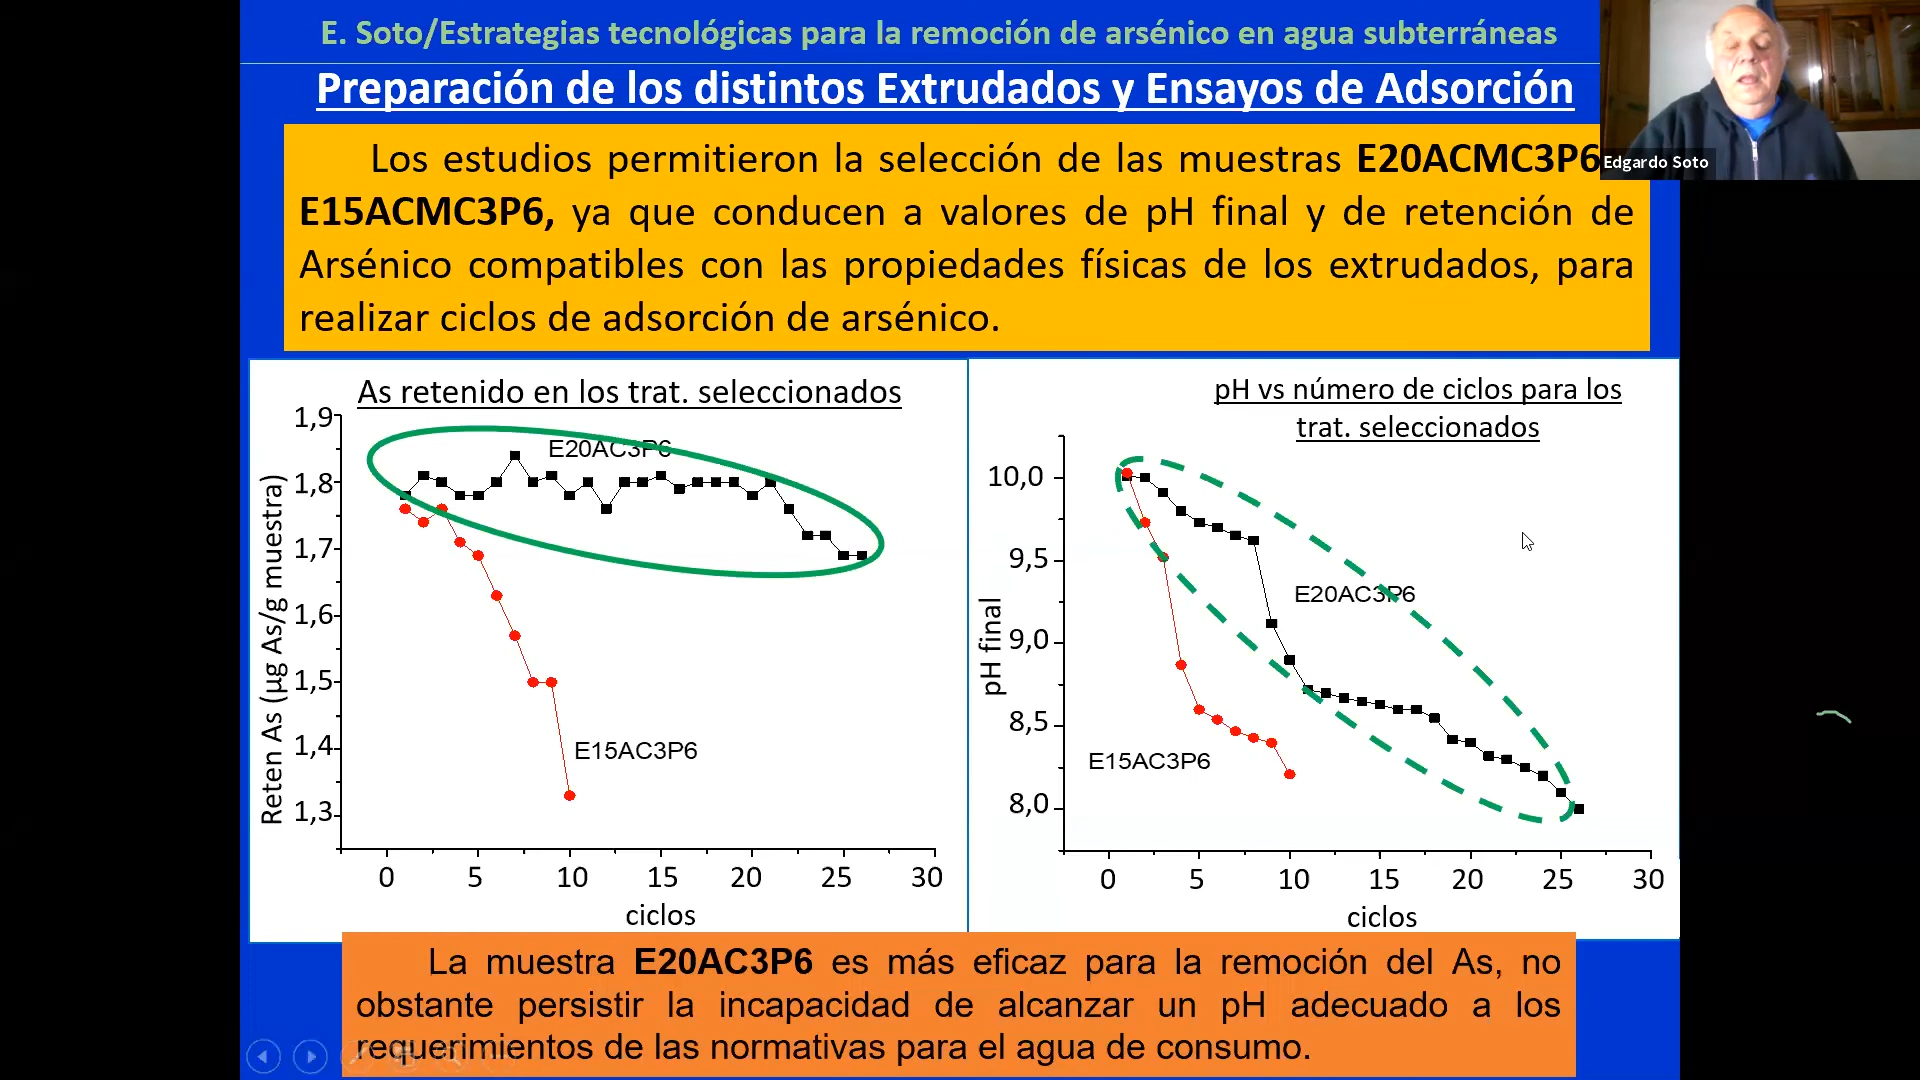 E. Soto/Estrategias tecnológicas para la remoción de arsénico en agua subterráneas
Preparación de los distintos Extrudados y Ensayos de Adsorción
Los estudios permitieron la selección de las muestras E20ACMC3P6
E15ACMC3P6, ya que conducen a valores de pH final y de retención de
Arsénico compatibles con las propiedades físicas de los extrudados, para
realizar ciclos de adsorción de arsénico.
Edgardo Soto
As retenido en los trat. seleccionados
Reten As (µg As/g muestra)
1,9
1,8
1,7
1,6
1,5
1,4
1,3
E20AC3P6
E15AC3P6
0 5 10 15 20 25 30
ciclos
pH vs número de ciclos para los
trat. seleccionados
pH final
10,0
9,5
9,0
8,5
8,0
E20AC3P6
E15AC3P6
0 5 10 15 20 25 30
ciclos
La muestra E20AC3P6 es más eficaz para la remoción del As, no
obstante persistir la incapacidad de alcanzar un pH adecuado a los
requerimientos de las normativas para el agua de consumo.